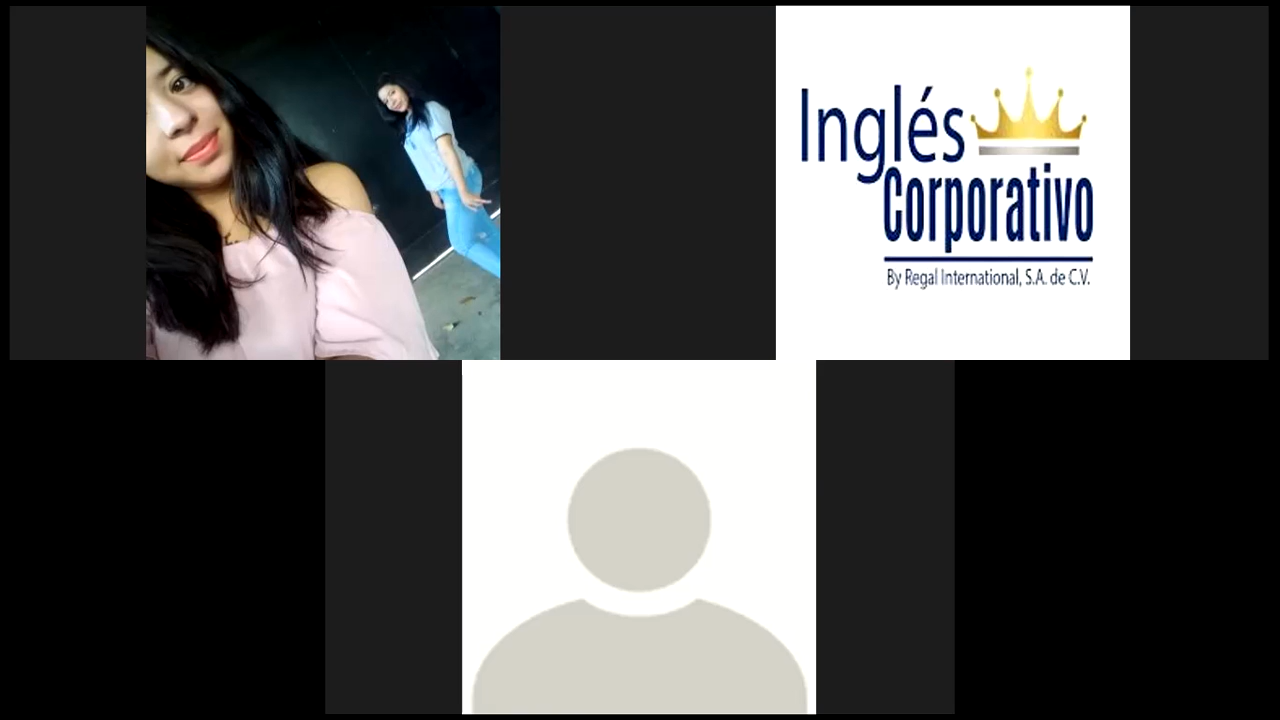 Inglés
Corporativo
By Regal International, S.A. de C.V.